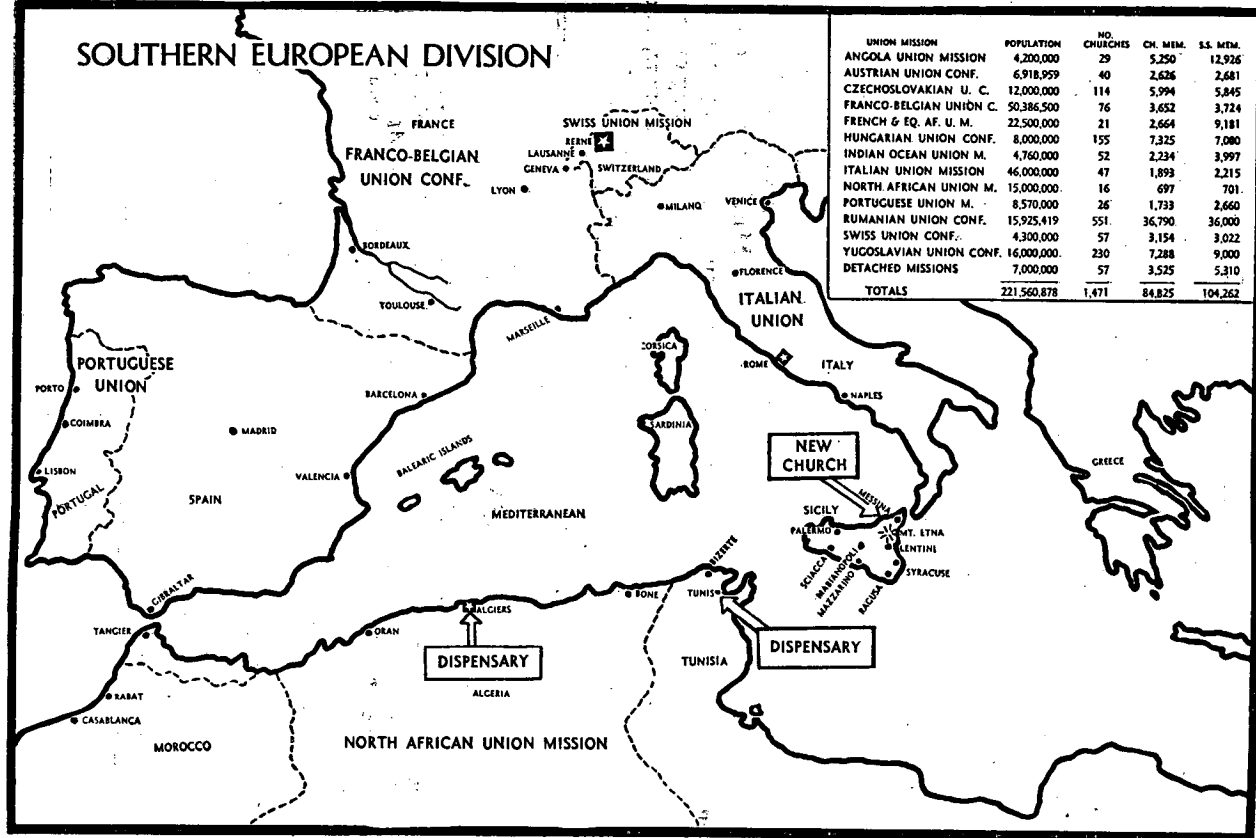 SOUTHERN EUROPEAN DIVISION
UNION MISSION POPULATION NO. CHURCHES CH. MEM. S.S. MEM.
ANGOLA UNION MISSION 4,200,000 29 5,250 12,926
AUSTRIAN UNION CONF. 6,918,959 40 2,626 2,681
CZECHOSLOVAKIAN U. C. 12,000,000 114 5,994 5,845
FRANCO-BELGIAN UNION C. 50,386,500 76 3,652 3,724
FRENCH & EQ. AF. U. M. 22,500,000 21 2,664 9,181
HUNGARIAN UNION CONF. 8,000,000 155 7,325 7,000
INDIAN OCEAN UNION M. 4,760,000 52 2,234 3,997
ITALIAN UNION MISSION 46,000,000 47 1,893 2,215
NORTH AFRICAN UNION M. 15,000,000 16 697 701
PORTUGUESE UNION M. 8,570,000 26 1,733 2,660
RUMANIAN UNION CONF. 15,925,419 551 36,790 36,000
SWISS UNION CONF. 4,300,000 57 3,154 3,022
YUGOSLAVIAN UNION CONF. 16,000,000 230 7,288 9,000
DETACHED MISSIONS 7,000,000 57 3,525 5,310
TOTALS 221,560,878 1,471 84,825 104,262
FRANCE
SWISS UNION MISSION
BERNE
LAUSANNE
FRANCO-BELGIAN
UNION CONF.
GENEVA
SWITZERLAND
LYON
MILANO
VENICE
BORDEAUX
FLORENCE
TOULOUSE
ITALIAN
UNION
MARSEILLE
CORSICA
PORTUGUESE
UNION
ROME
ITALY
PORTO
BARCELONA
NAPLES
COIMBRA
MADRID
SARDINIA
NEW
CHURCH
BALEARIC ISLANDS
GREECE
LISBON
VALENCIA
PORTUGAL
SPAIN
MEDITERRANEAN
MESSINA
SICILY
PALERMO
MT. ETNA
LENTINE
SCIACCA
MARIANOPOLI
MAZZARINO
RAGUSA
SYRACUSE
BIZERTE
GIBRALTAR
BONE
TUNIS
ALGIERS
TANGIER
ORAN
DISPENSARY
DISPENSARY
TUNISIA
ALGERIA
RABAT
CASABLANCA
MOROCCO
NORTH AFRICAN UNION MISSION